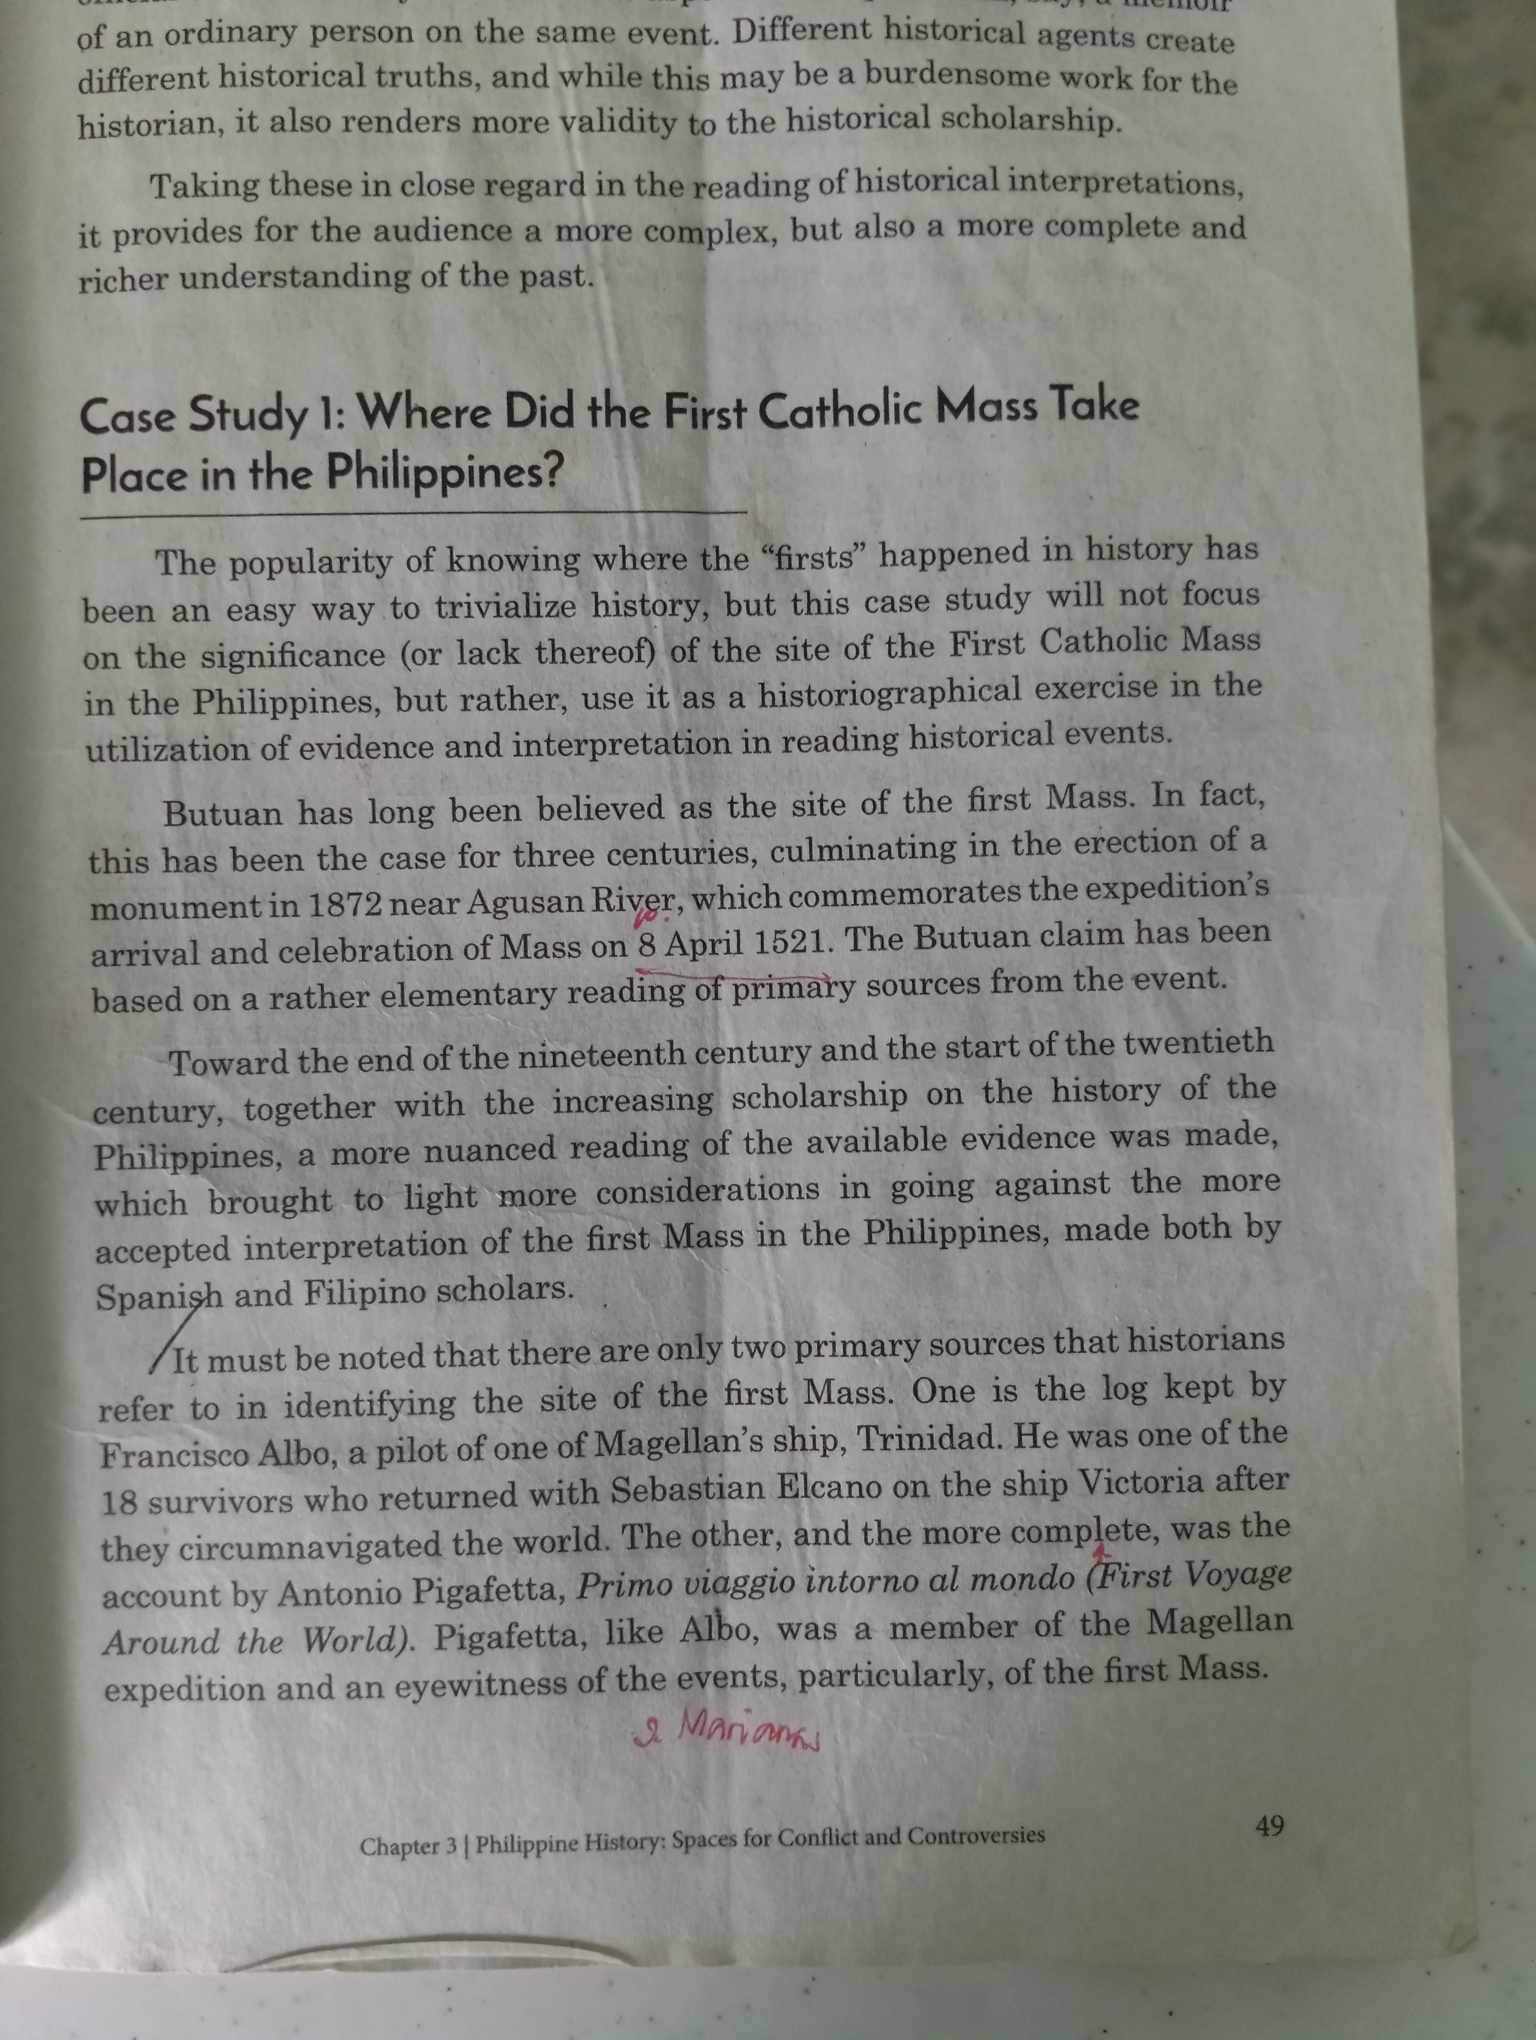 memoir
of an ordinary person on the same event. Different historical agents create
different historical truths, and while this may be a burdensome work for the
historian, it also renders more validity to the historical scholarship.
Taking these in close regard in the reading of historical interpretations,
it provides for the audience a more complex, but also a more complete and
richer understanding of the past.
Case Study 1: Where Did the First Catholic Mass Take
Place in the Philippines?
The popularity of knowing where the “firsts” happened in history has
been an easy way to trivialize history, but this case study will not focus
on the significance (or lack thereof) of the site of the First Catholic Mass
in the Philippines, but rather, use it as a historiographical exercise in the
utilization of evidence and interpretation in reading historical events.
Butuan has long been believed as the site of the first Mass. In fact,
this has been the case for three centuries, culminating in the erection of a
monument in 1872 near Agusan River, which commemorates the expedition’s
arrival and celebration of Mass on 8 April 1521. The Butuan claim has been
based on a rather elementary reading of primary sources from the event.
Toward the end of the nineteenth century and the start of the twentieth
century, together with the increasing scholarship on the history of the
Philippines, a more nuanced reading of the available evidence was made,
which brought to light more considerations in going against the more
accepted interpretation of the first Mass in the Philippines, made both by
Spanish and Filipino scholars.
It must be noted that there are only two primary sources that historians
refer to in identifying the site of the first Mass. One is the log kept by
Francisco Albo, a pilot of one of Magellan’s ship, Trinidad. He was one of the
18 survivors who returned with Sebastian Elcano on the ship Victoria after
they circumnavigated the world. The other, and the more complete, was the
account by Antonio Pigafetta, Primo viaggio intorno al mondo (First Voyage
Around the World). Pigafetta, like Albo, was a member of the Magellan
expedition and an eyewitness of the events, particularly, of the first Mass.
Chapter 3 | Philippine History: Spaces for Conflict and Controversies
49